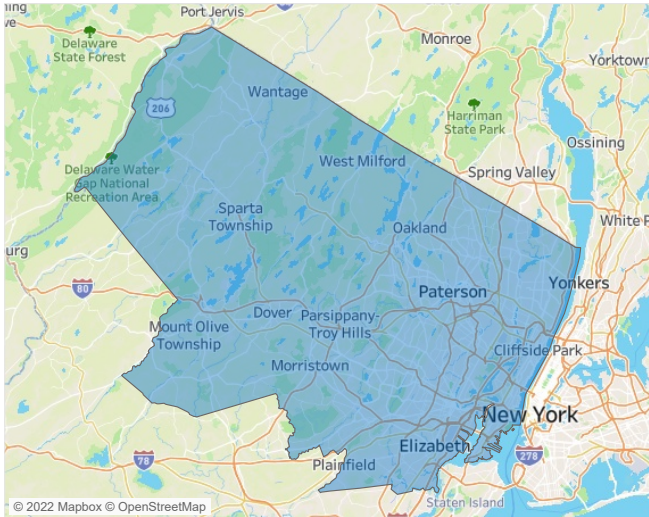 ning
we
Port Jervis
Delaware
State Forest
Monroe
Yorktown
Wantage
206
Harriman
State Park
Ossining
Delaware Water
Gap National
Recreation Area
West Milford
Spring Valley
Sparta
Township
White P
Oakland
urg
80
Yonkers
Paterson
Dover
Parsippany-
Troy Hills
Mount Olive
Township
Cliffside Park
Morristown
New York
Elizabeth
278
78
Plainfield
Staten Island
© 2022 Mapbox © OpenStreetMap